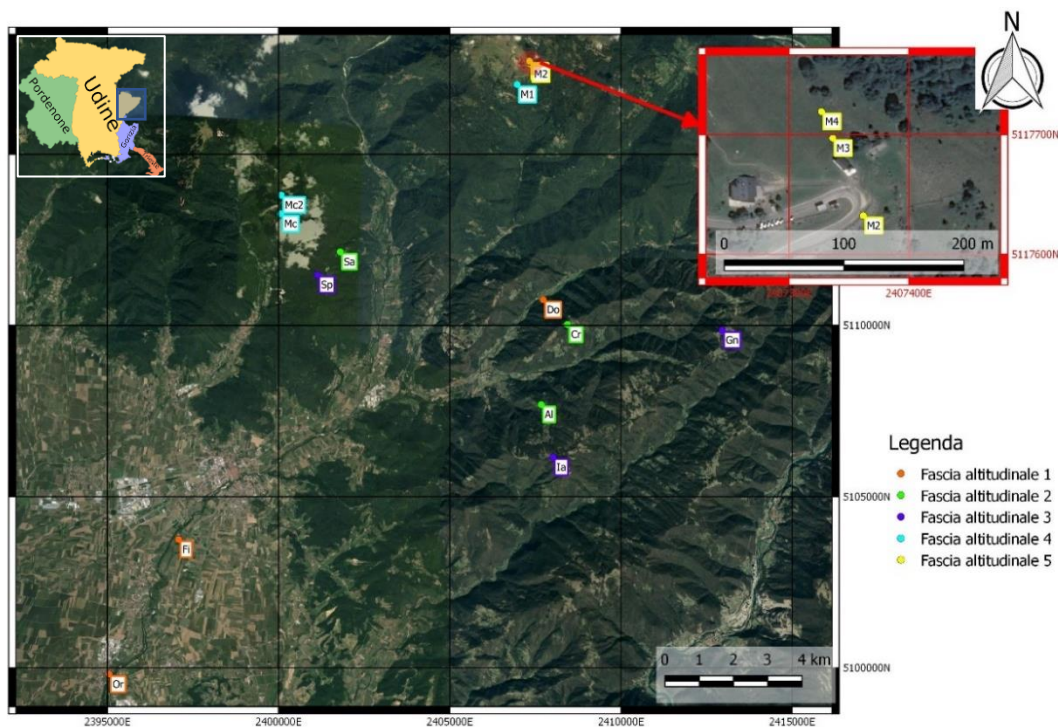 Pordenone
Udine
Gorizia
N
M2
M1
M4
M3
M2
0 100 200 m
5117700N
5117600N
2407400E
Mc2
Mc
Sa
Sp
Do
Cr
Gn
Al
Ia
Fi
Or
5110000N
5105000N
5100000N
Legenda
Fascia altitudinale 1
Fascia altitudinale 2
Fascia altitudinale 3
Fascia altitudinale 4
Fascia altitudinale 5
0 1 2 3 4 km
2395000E
2400000E
2405000E
2410000E
2415000E